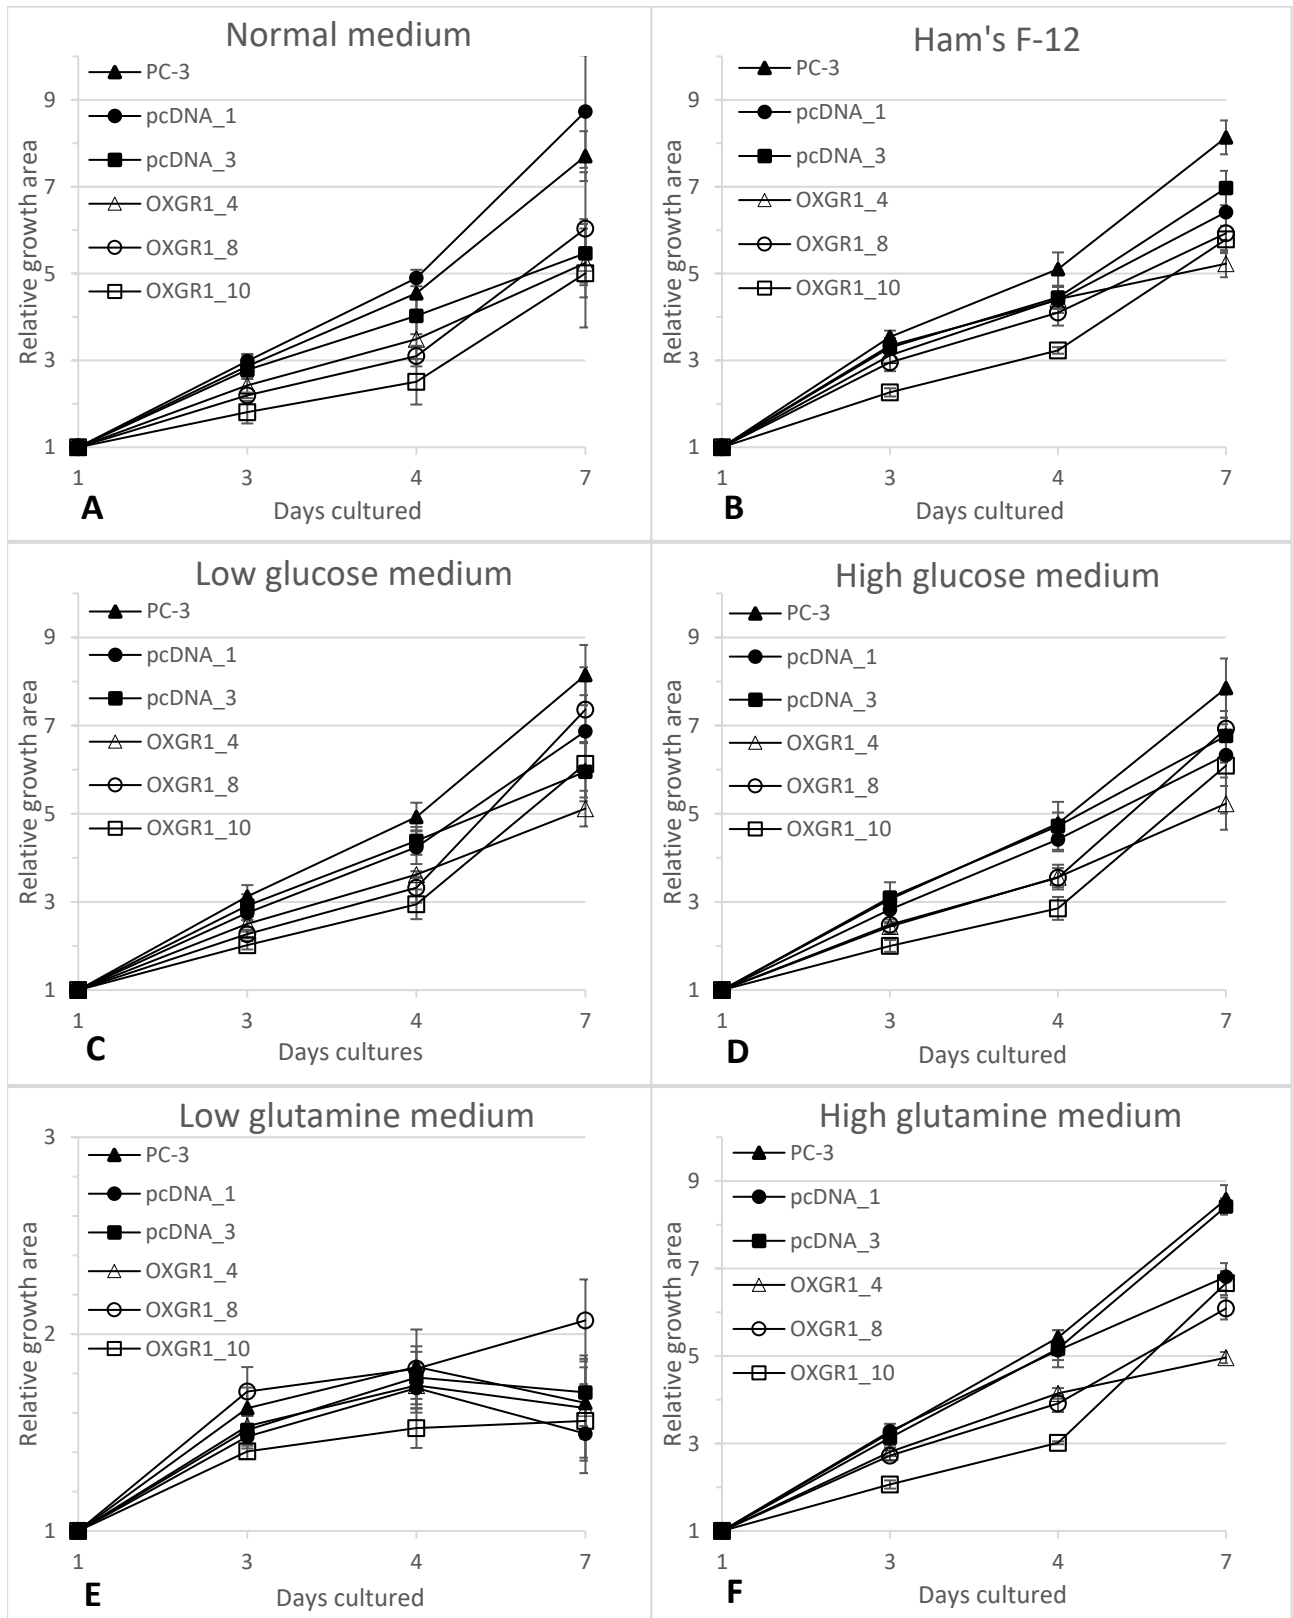 Normal medium
PC-3
pcDNA_1
pcDNA_3
OXGR1_4
OXGR1_8
OXGR1_10
Relative growth area
9
7
5
3
1
1 3 4 7
Days cultured
A
Ham's F-12
PC-3
pcDNA_1
pcDNA_3
OXGR1_4
OXGR1_8
OXGR1_10
Relative growth area
9
7
5
3
1
1 3 4 7
Days cultured
B
Low glucose medium
PC-3
pcDNA_1
pcDNA_3
OXGR1_4
OXGR1_8
OXGR1_10
Relative growth area
9
7
5
3
1
1 3 4 7
Days cultures
C
High glucose medium
PC-3
pcDNA_1
pcDNA_3
OXGR1_4
OXGR1_8
OXGR1_10
Relative growth area
9
7
5
3
1
1 3 4 7
Days cultured
D
Low glutamine medium
PC-3
pcDNA_1
pcDNA_3
OXGR1_4
OXGR1_8
OXGR1_10
Relative growth area
3
2
1
1 3 4 7
Days cultured
E
High glutamine medium
PC-3
pcDNA_1
pcDNA_3
OXGR1_4
OXGR1_8
OXGR1_10
Relative growth area
9
7
5
3
1
1 3 4 7
Days cultured
F